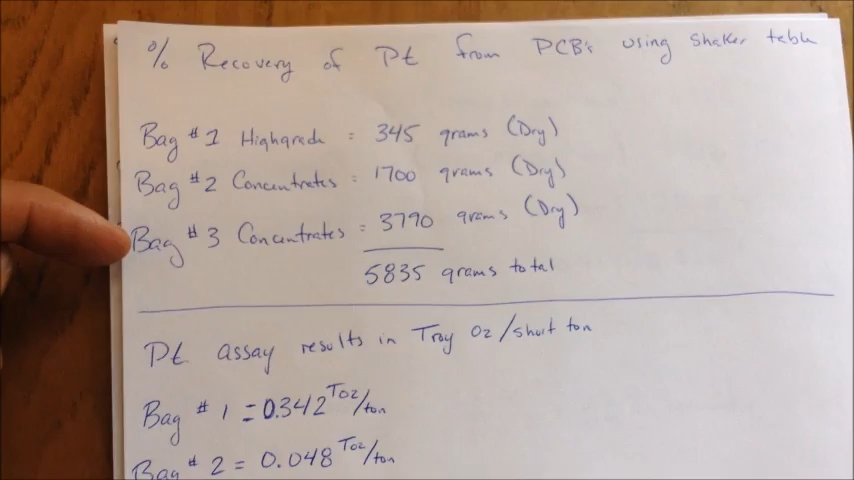 % Recovery of Pt from PCB's using Shaker table
Bag #1 Highgrade = 345 grams (Dry)
Bag #2 Concentrates = 1700 grams (Dry)
Bag #3 Concentrates = 3790 grams (Dry)
5835 grams total
Pt assay results in Troy Oz/short ton
Bag #1 = 0.342 Toz/ton
Bag #2 = 0.048 Toz/ton